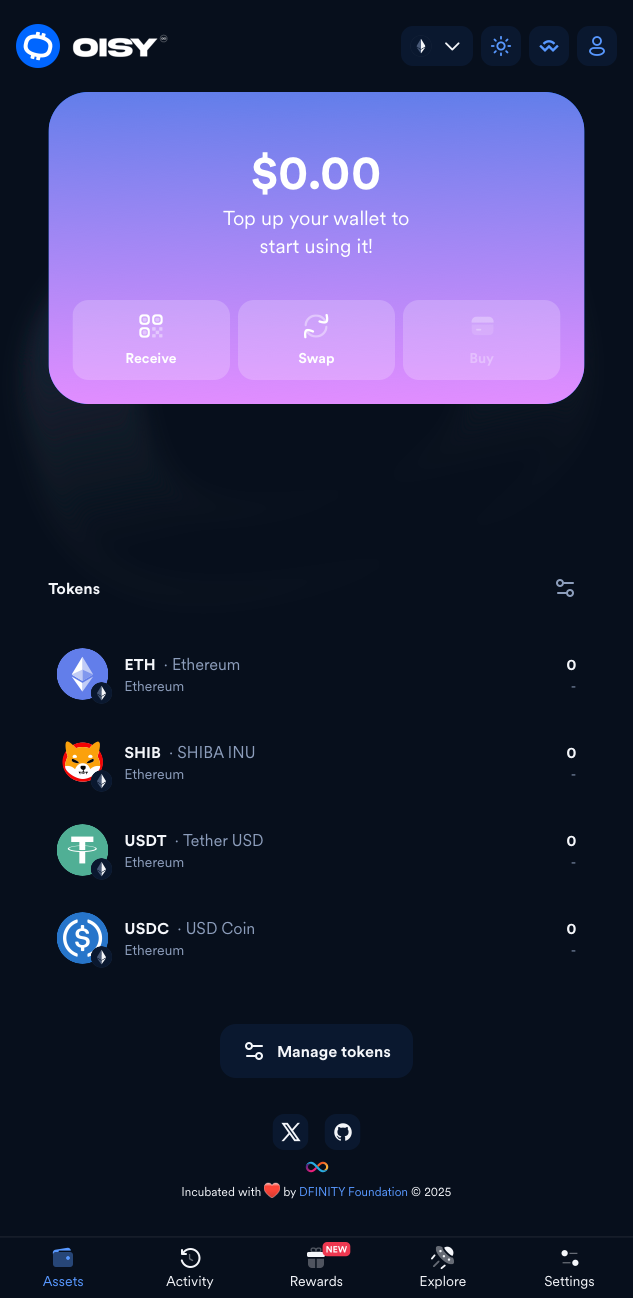 OISY
$0.00
Top up your wallet to
start using it!
Receive
Swap
Buy
Tokens
ETH · Ethereum
0
Ethereum
-
SHIB · SHIBA INU
0
Ethereum
-
USDT · Tether USD
0
Ethereum
-
USDC · USD Coin
0
Ethereum
-
Manage tokens
Incubated with ❤️ by DFINITY Foundation © 2025
NEW
Assets
Activity
Rewards
Explore
Settings